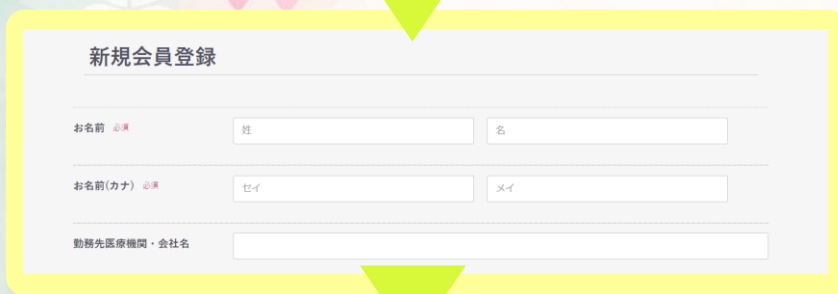 新規会員登録
お名前 必須 姓 名
お名前(カナ) 必須 セイ メイ
勤務先医療機関・会社名